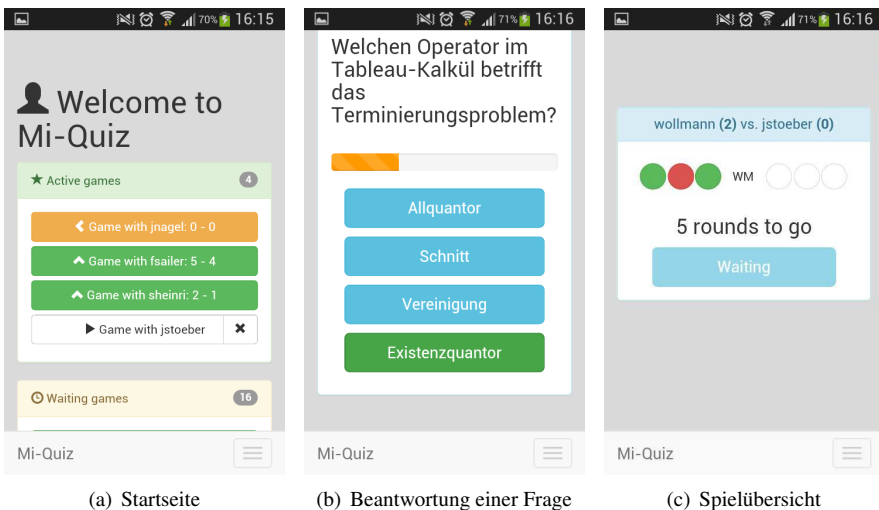 70% 16:15
Welcome to
Mi-Quiz
Active games 4
Game with jnagel: 0 - 0
Game with fsailer: 5 - 4
Game with sheinri: 2 - 1
Game with jstoeber
Waiting games 16
Mi-Quiz
(a) Startseite
71% 16:16
Welchen Operator im
Tableau-Kalkül betrifft
das
Terminierungsproblem?
Allquantor
Schnitt
Vereinigung
Existenzquantor
Mi-Quiz
(b) Beantwortung einer Frage
71% 16:16
wollmann (2) vs. jstoeber (0)
WM
5 rounds to go
Waiting
Mi-Quiz
(c) Spielübersicht